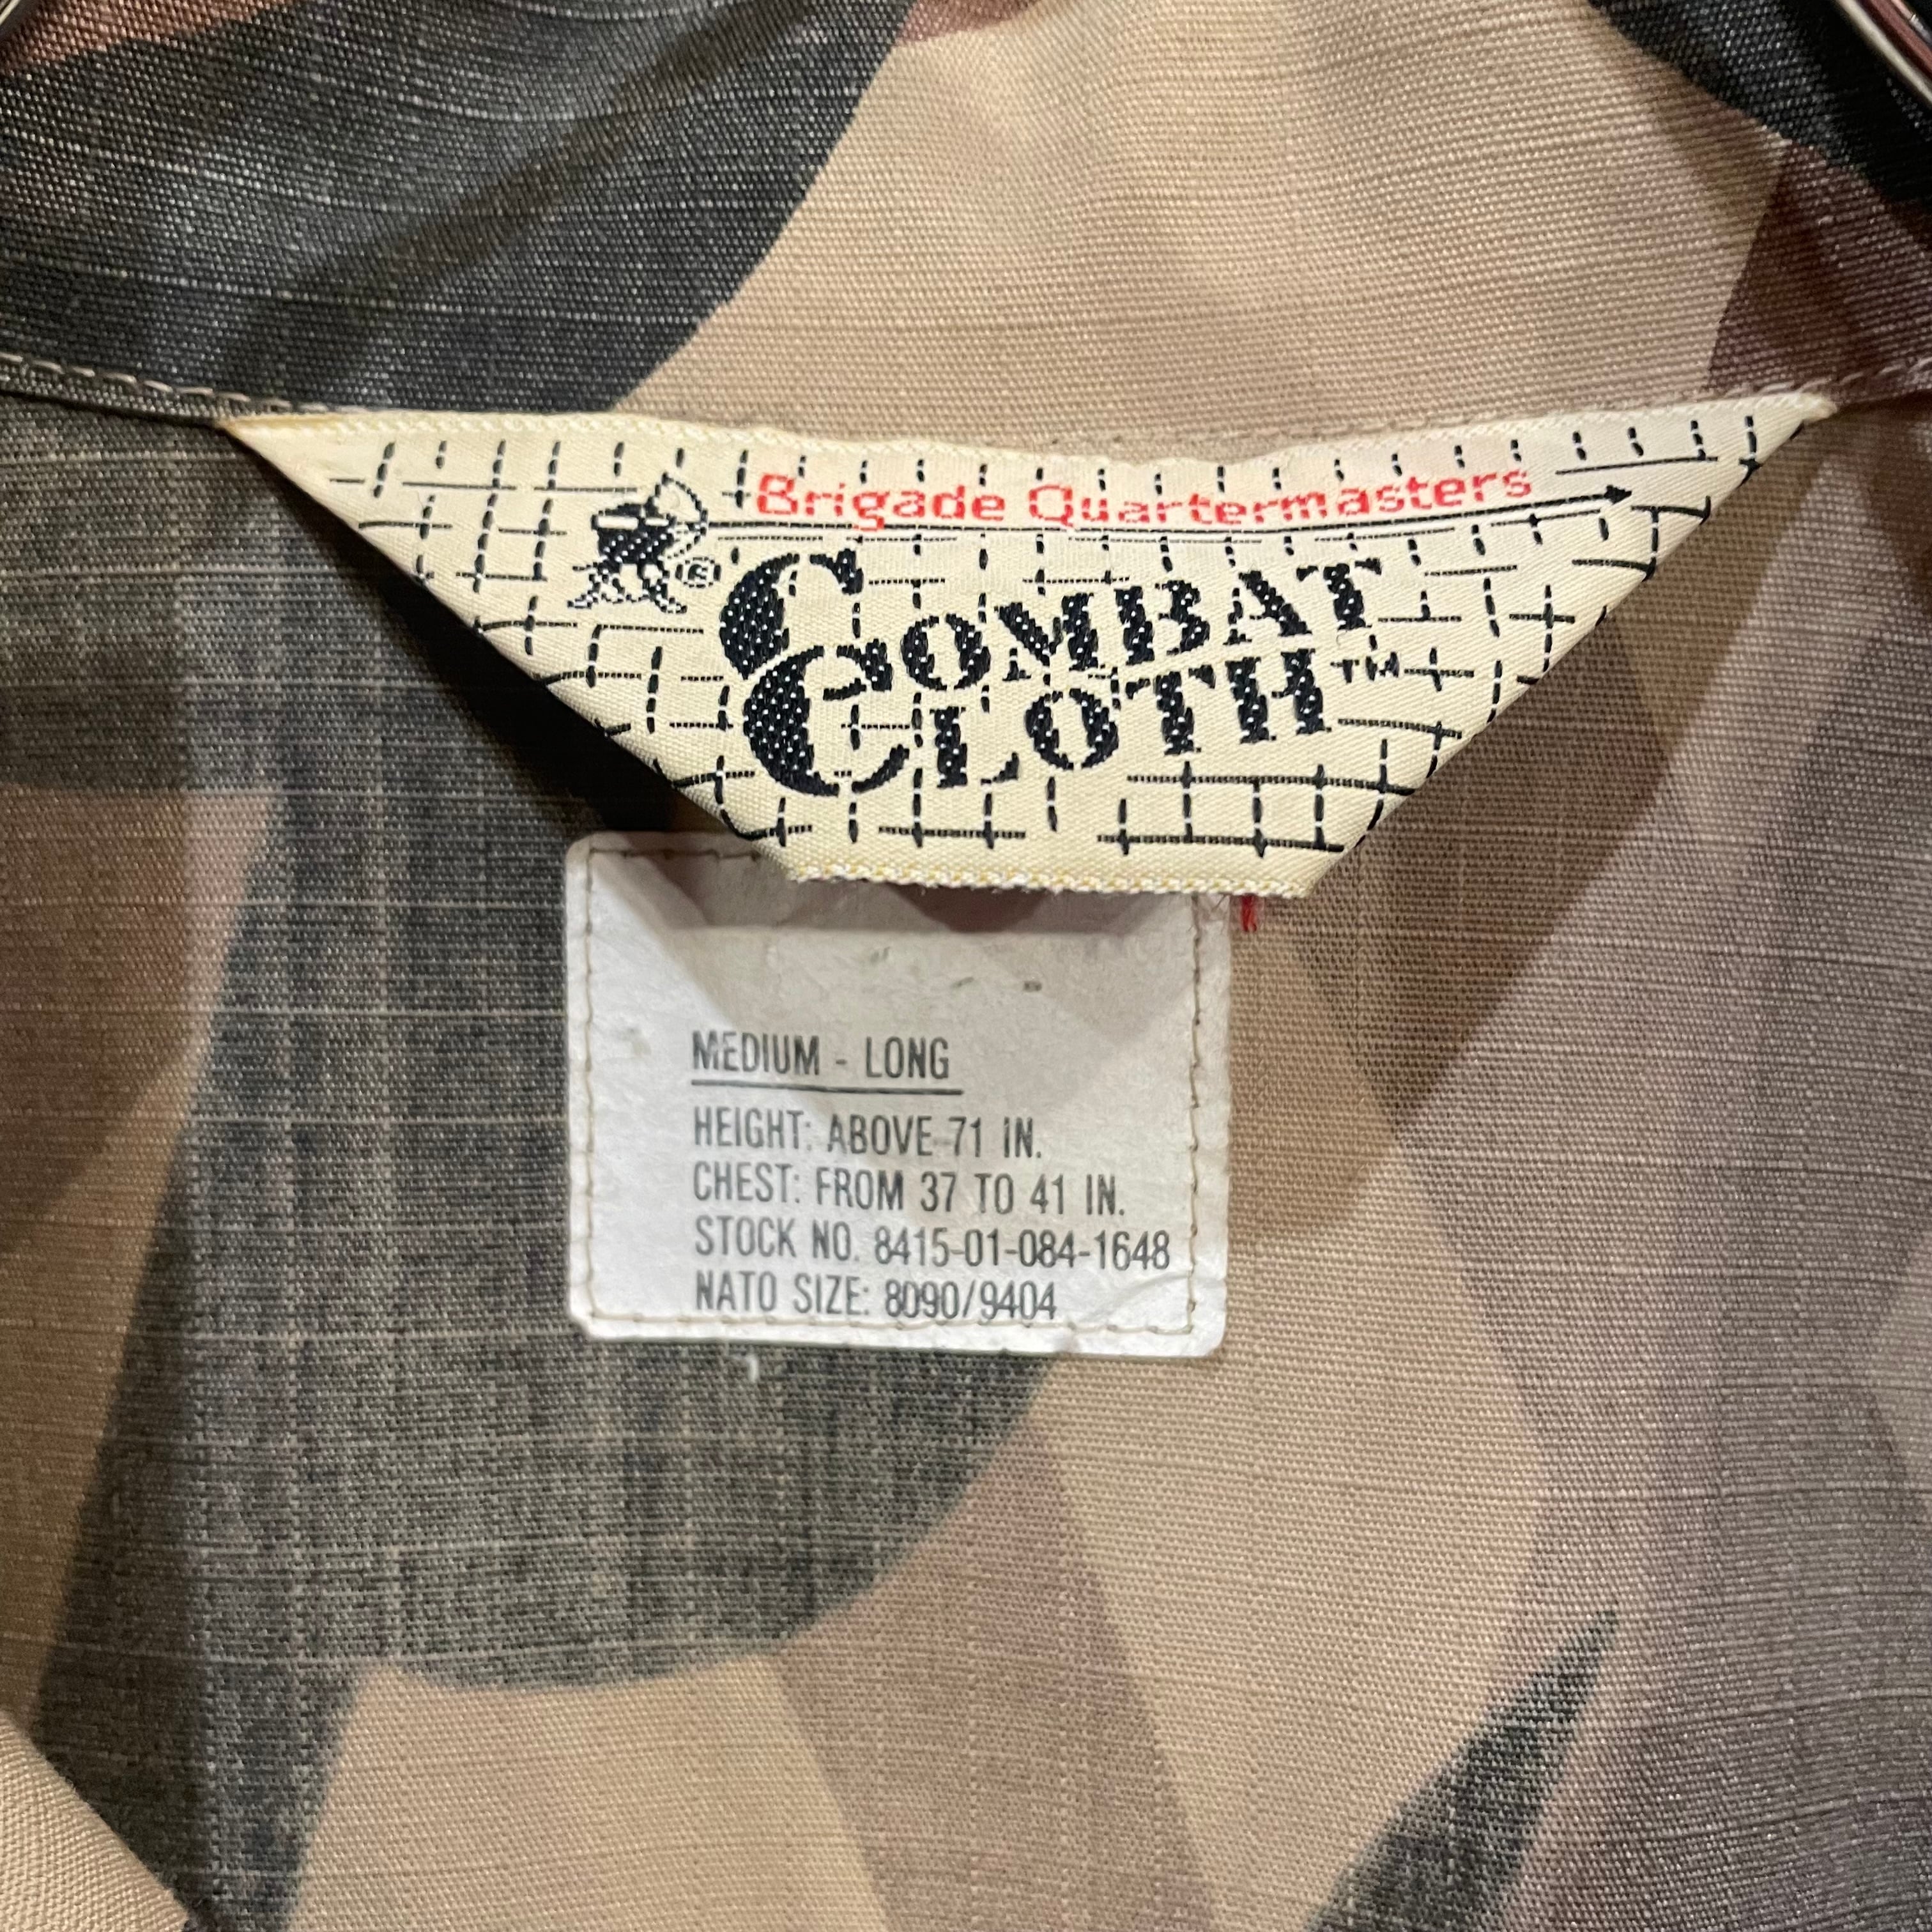 Brigade Quartermasters
®
COMBAT
CLOTH™
MEDIUM - LONG
HEIGHT: ABOVE 71 IN.
CHEST: FROM 37 TO 41 IN.
STOCK NO. 8415-01-084-1648
NATO SIZE: 8090/9404